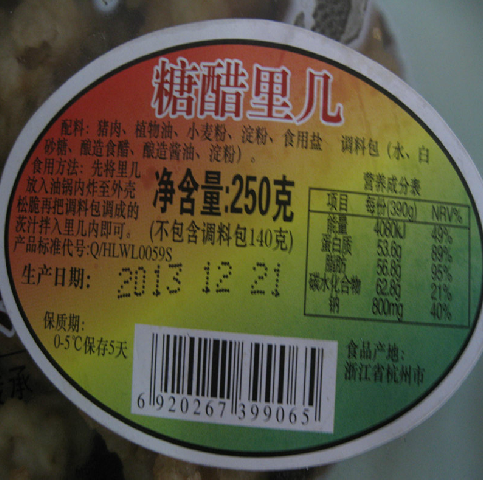 糖醋里几
配料：猪肉、植物油、小麦粉、淀粉、食用盐 调料包（水、白
砂糖、酿造食醋、酿造酱油、淀粉）。
食用方法：先将里几
放入油锅内炸至外壳
松脆再把调料包调成的
茨汁拌入里几内即可。
产品标准代号:Q/HLWL0059S
净含量:250克
(不包含调料包140克)
营养成分表
项目 每份(390g) NRV%
能量 4080KJ 49%
蛋白质 53.6g 89%
脂肪 56.8g 95%
碳水化合物 62.8g 21%
钠 800mg 40%
生产日期: 2013 12 21
保质期:
0-5℃保存5天
食品产地:
浙江省杭州市
6 920267 399065
承